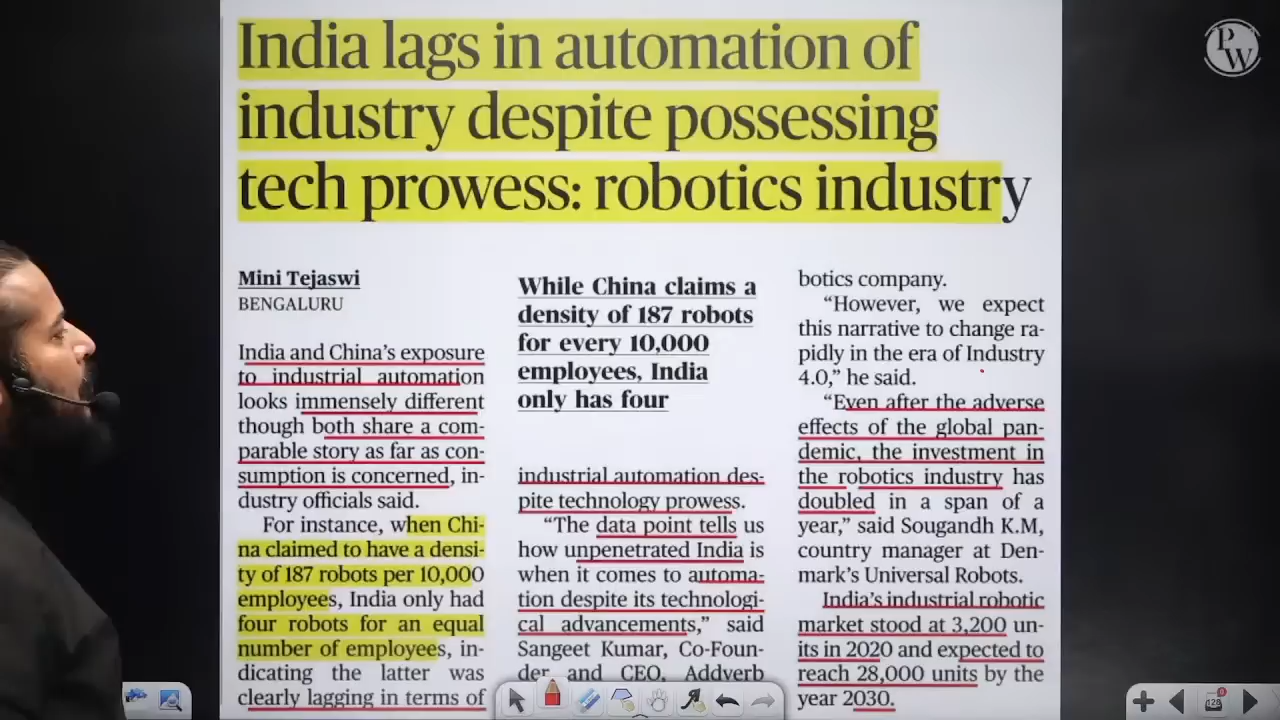 India lags in automation of
industry despite possessing
tech prowess: robotics industry
Mini Tejaswi
BENGALURU
India and China's exposure
to industrial automation
looks immensely different
though both share a com-
parable story as far as con-
sumption is concerned, in-
dustry officials said.
For instance, when Chi-
na claimed to have a densi-
ty of 187 robots per 10,000
employees, India only had
four robots for an equal
number of employees, in-
dicating the latter was
clearly lagging in terms of
While China claims a
density of 187 robots
for every 10,000
employees, India
only has four
industrial automation des-
pite technology prowess.
“The data point tells us
how unpenetrated India is
when it comes to automa-
tion despite its technologi-
cal advancements,” said
Sangeet Kumar, Co-Foun-
der and CEO, Addverb
botics company.
“However, we expect
this narrative to change ra-
pidly in the era of Industry
4.0,” he said.
“Even after the adverse
effects of the global pan-
demic, the investment in
the robotics industry has
doubled in a span of a
year,” said Sougandh K.M,
country manager at Den-
mark's Universal Robots.
India's industrial robotic
market stood at 3,200 un-
its in 2020 and expected to
reach 28,000 units by the
year 2030.
PW
128